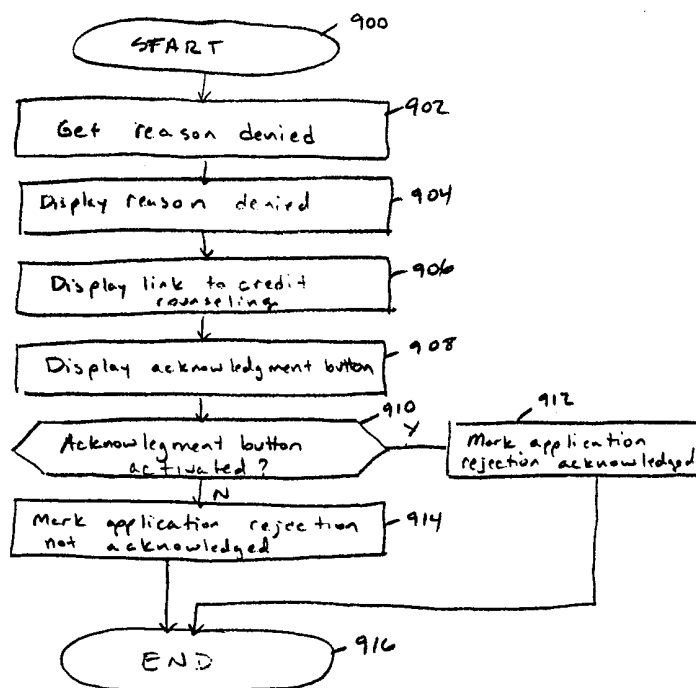 900
START
902
Get reason denied
Display reason denied
904
906
Display link to credit
counseling
908
Display acknowledgment button
910
912
Acknowlegment button
activated?
Y
Mark application
rejection acknowledged
N
Mark application rejection
not acknowledged
914
END
916